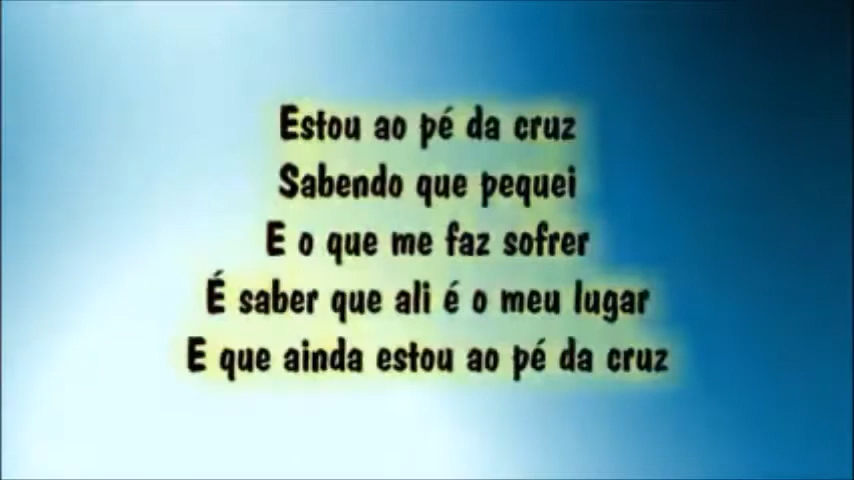 Estou ao pé da cruz
Sabendo que pequei
E o que me faz sofrer
É saber que ali é o meu lugar
E que ainda estou ao pé da cruz